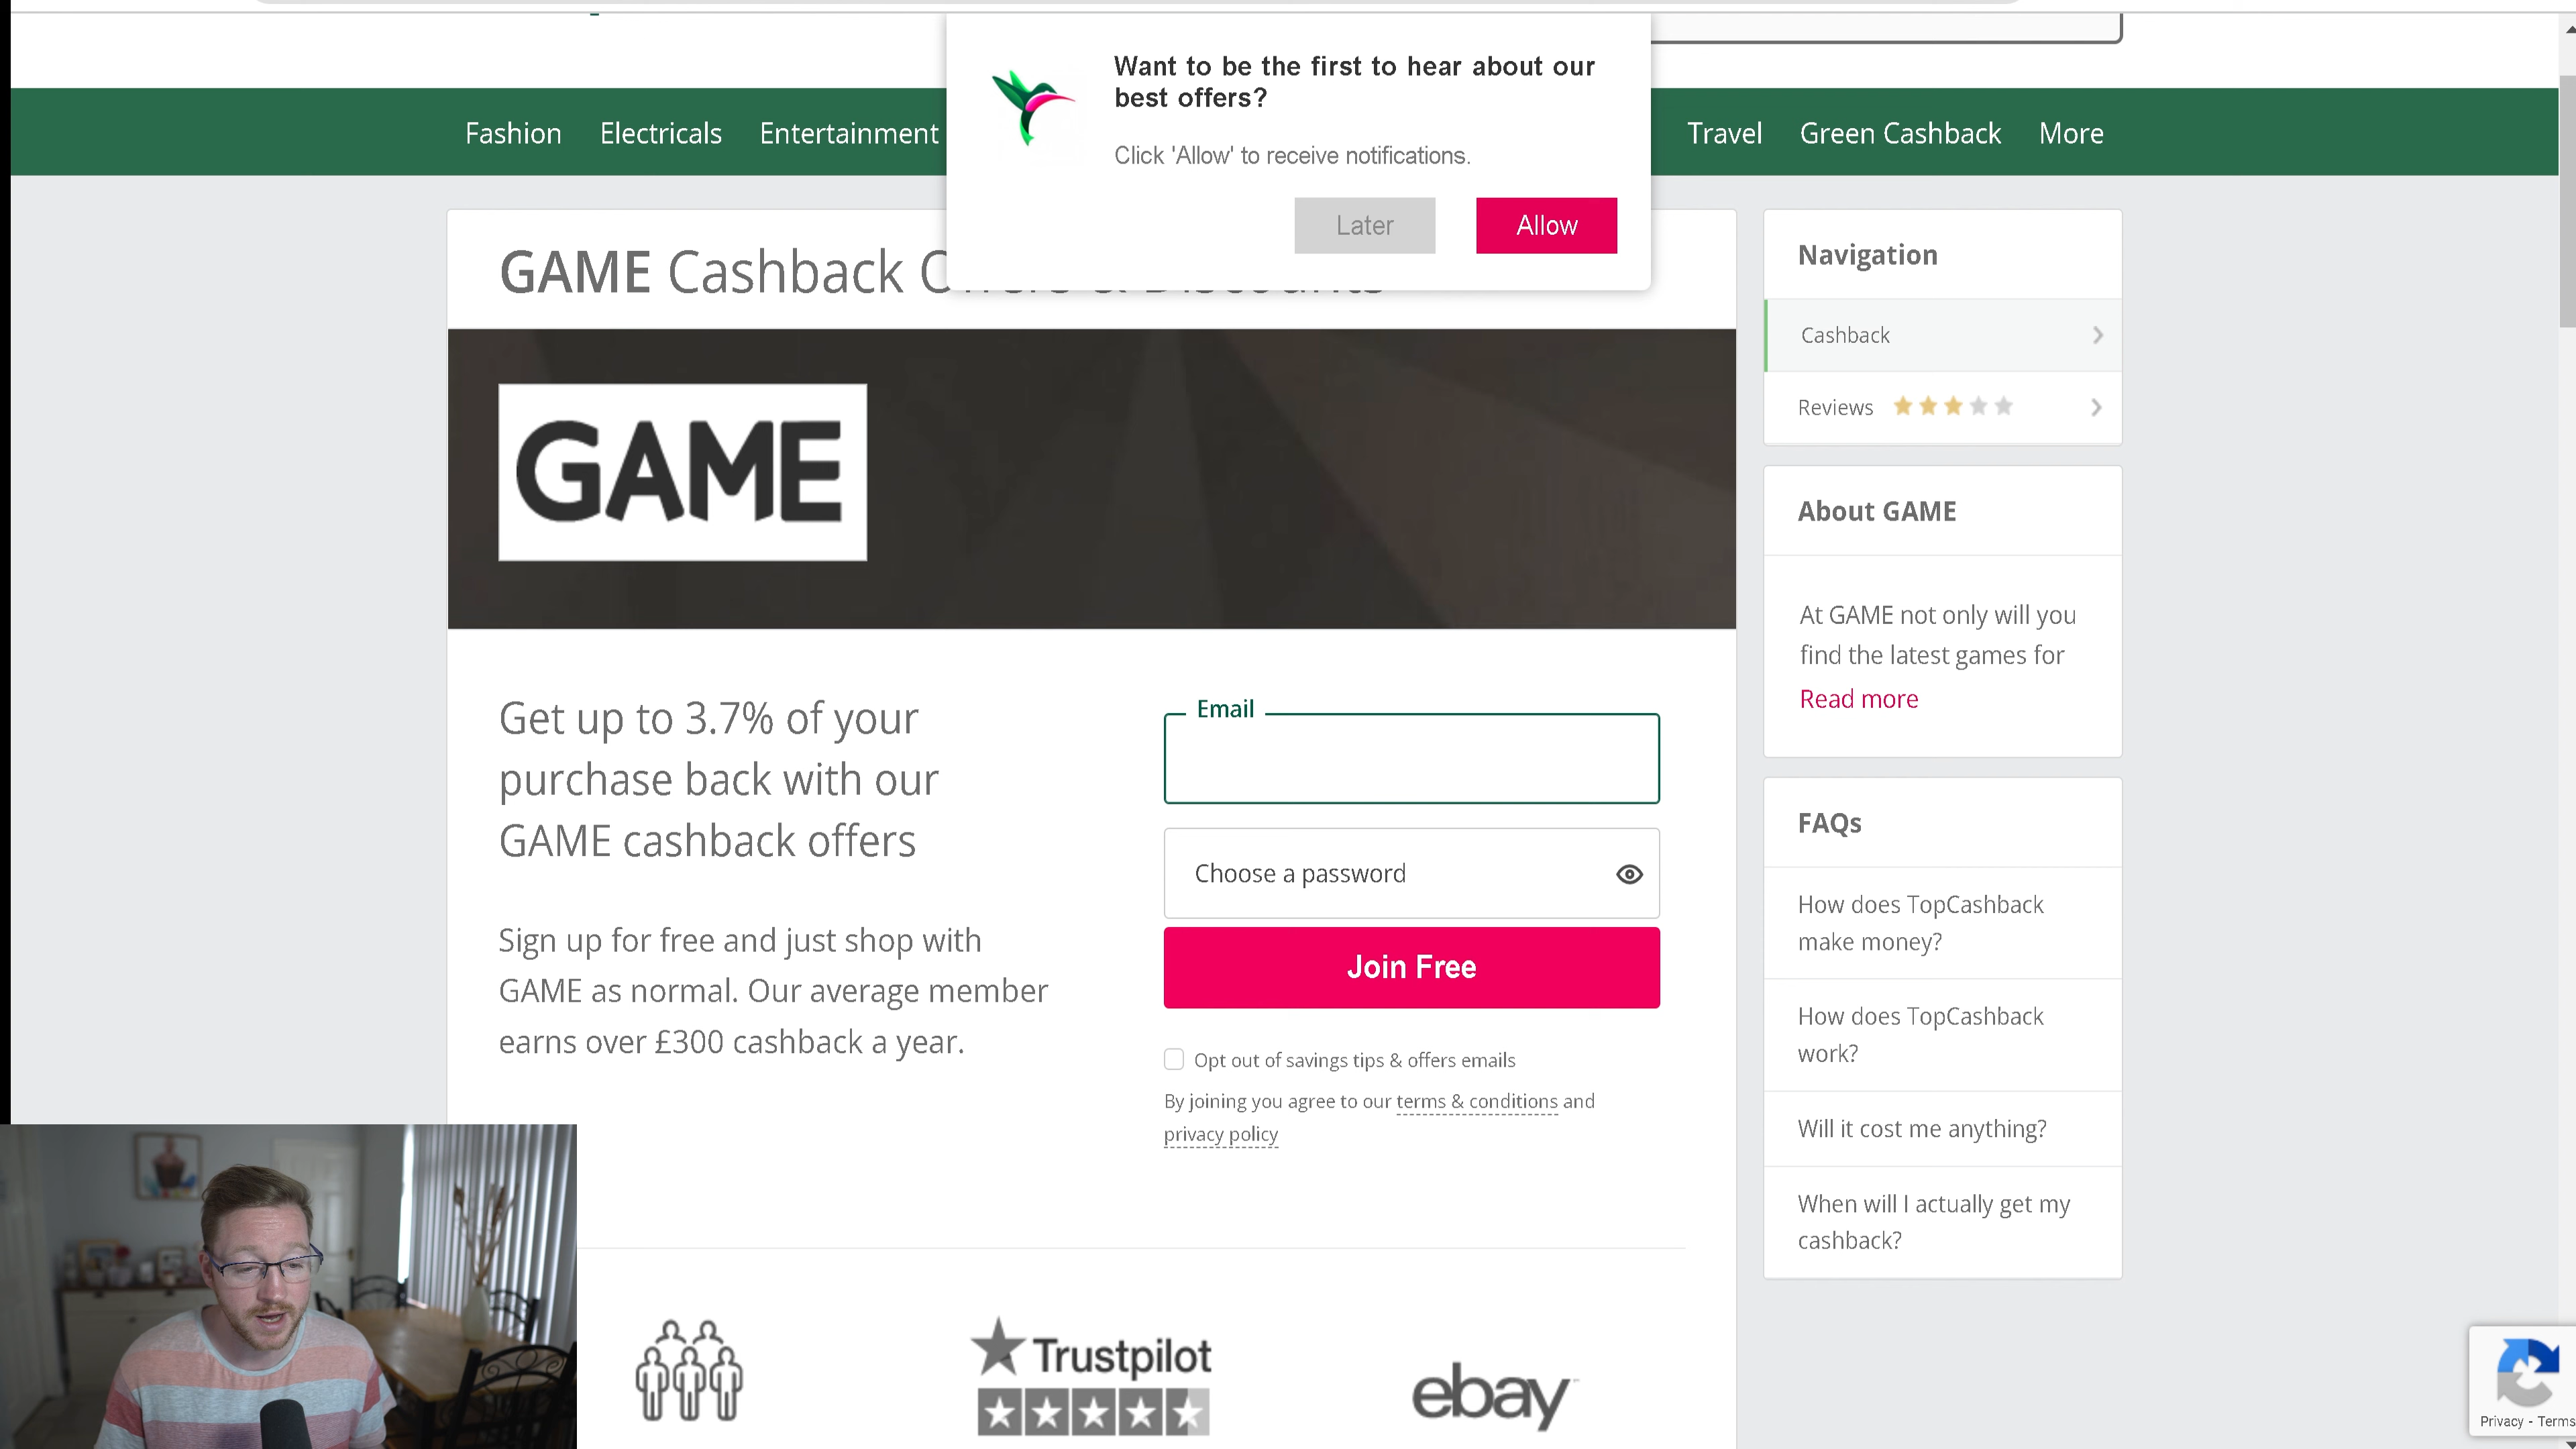 Want to be the first to hear about our
best offers?
Click 'Allow' to receive notifications.
Later
Allow
Fashion
Electricals
Entertainment
Travel
Green Cashback
More
GAME Cashback
GAME
Get up to 3.7% of your
purchase back with our
GAME cashback offers
Sign up for free and just shop with
GAME as normal. Our average member
earns over £300 cashback a year.
Email
Choose a password
Join Free
Opt out of savings tips & offers emails
By joining you agree to our terms & conditions and
privacy policy
Trustpilot
ebay
Navigation
Cashback
Reviews
About GAME
At GAME not only will you
find the latest games for
Read more
FAQs
How does TopCashback
make money?
How does TopCashback
work?
Will it cost me anything?
When will I actually get my
cashback?
Privacy - Terms